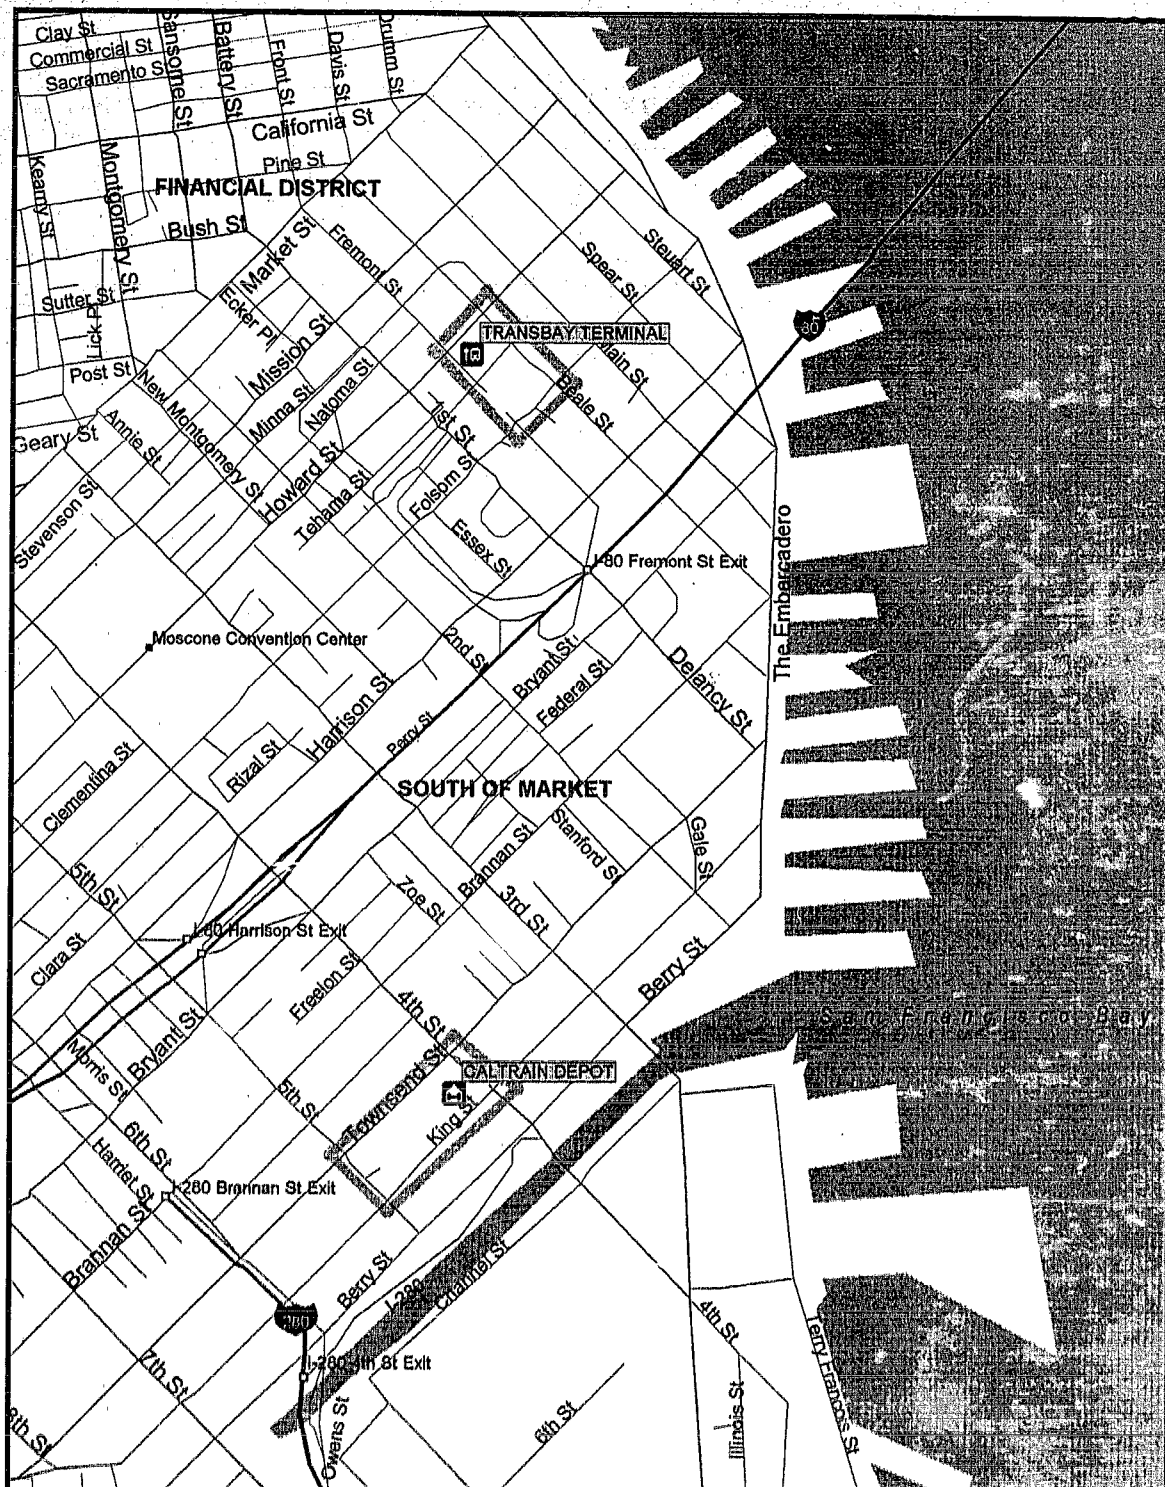 Clay St
Commercial St
Sacramento St
Sansome St
Battery St
Front St
Davis St
Drumm St
California St
Pine St
Kearny St
Montgomery St
FINANCIAL DISTRICT
Bush St
Market St
Fremont St
Spear St
Steuart St
Sutter St
Lick Pl
Ecker Pl
Mission St
TRANSBAY TERMINAL
80
Post St
New Montgomery St
Minna St
Natoma St
Main St
Beale St
Geary St
Annie St
1st St
Howard St
Tehama St
Folsom St
Stevenson St
Essex St
The Embarcadero
I-80 Fremont St Exit
Moscone Convention Center
2nd St
Bryant St
Federal St
Delancy St
Harrison St
Perry St
Rizal St
Clementina St
SOUTH OF MARKET
Stanford St
Gale St
Brannan St
5th St
Zoe St
3rd St
I-80 Harrison St Exit
Clara St
Freelon St
Berry St
4th St
San Francisco Bay
Bryant St
Morris St
Townsend St
CALTRAIN DEPOT
King St
5th St
6th St
Harriet St
I-280 Brannan St Exit
Brannan St
Berry St
I-280
Channel St
280
4th St
Terry Francois St
I-280 4th St Exit
7th St
8th St
Owens St
6th St
Illinois St